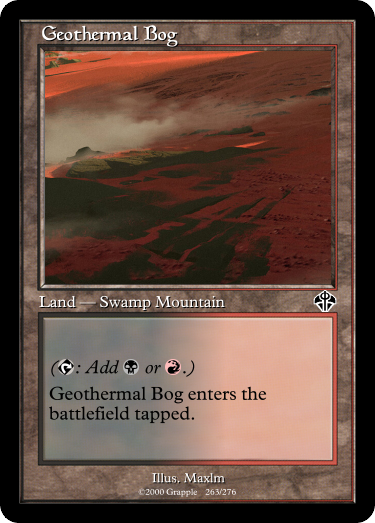 Geothermal Bog
Land — Swamp Mountain
(: Add or .)
Geothermal Bog enters the
battlefield tapped.
Illus. Maxlm
©2000 Grapple 263/276